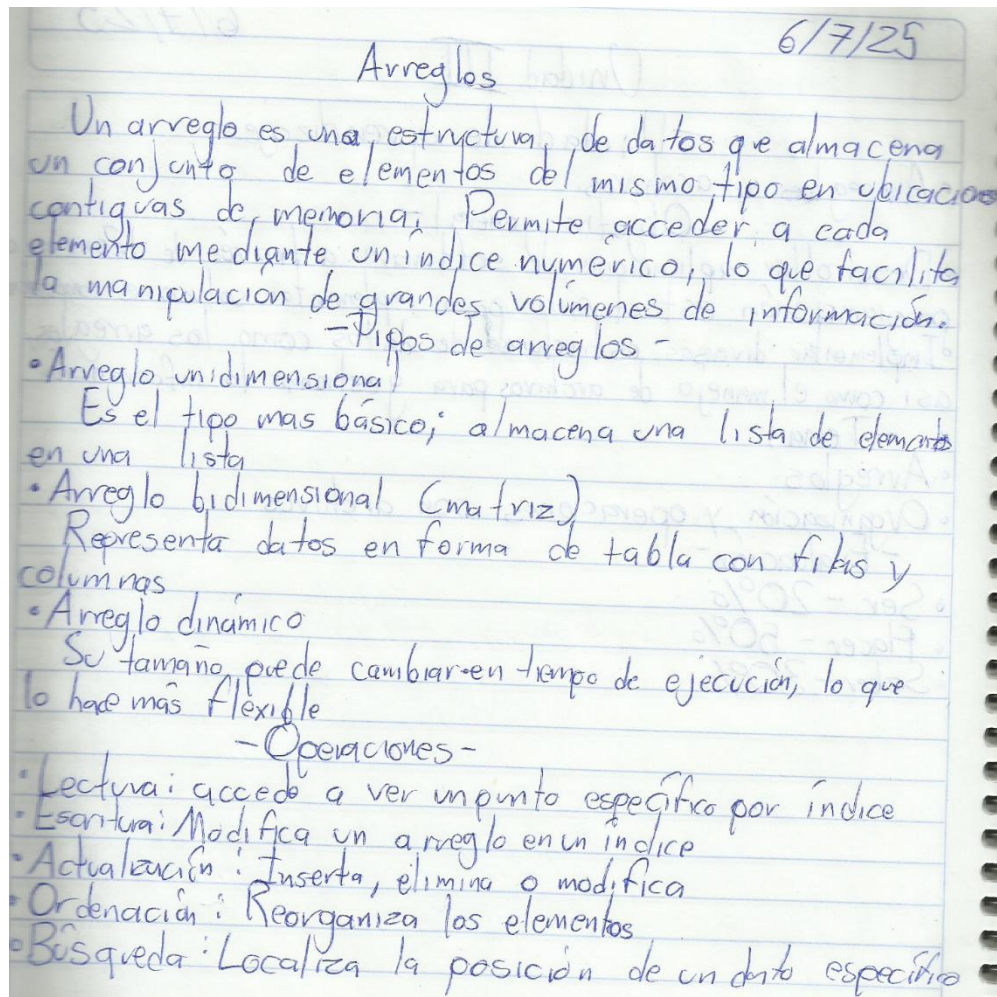 6/7/25
Arreglos
Un arreglo es una estructura de datos que almacena
un conjunto de elementos del mismo tipo en ubicacions
contiguas de memoria; Permite acceder a cada
elemento mediante un índice númerico, lo que facilita
la manipulación de grandes volúmenes de información.
-Tipos de arreglos-
• Arreglo unidimensional
Es el tipo mas básico; almacena una lista de elementos
en una lista
• Arreglo bidimensional (matriz)
Representa datos en forma de tabla con filas y
columnas
• Arreglo dinámico
Su tamaño puede cambiar en tiempo de ejecución, lo que
lo hace más flexible
-Operaciones-
• Lectura: accede a ver un punto específico por índice
• Escritura: Modifica un arreglo en un índice
• Actualización: Inserta, elimina o modifica
• Ordenación: Reorganiza los elementos
• Búsqueda: Localiza la posición de un dato específico